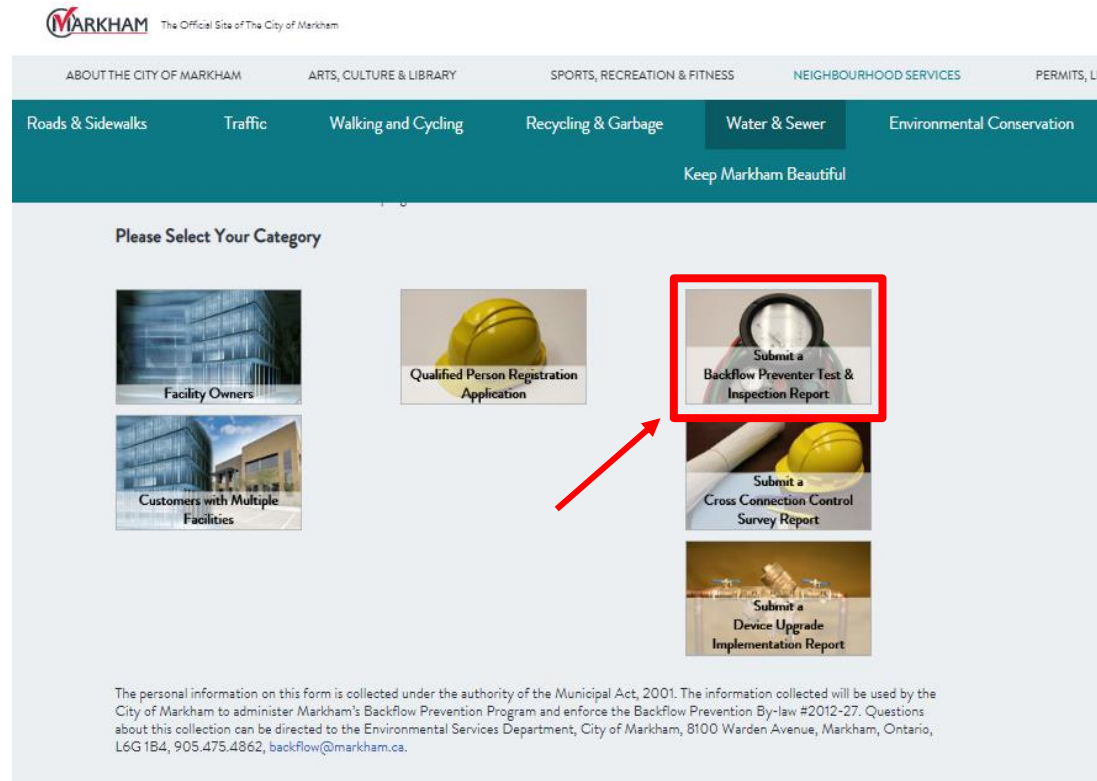 MARKHAM The Official Site of The City of Markham
ABOUT THE CITY OF MARKHAM ARTS, CULTURE & LIBRARY SPORTS, RECREATION & FITNESS NEIGHBOURHOOD SERVICES PERMITS, L
Roads & Sidewalks Traffic Walking and Cycling Recycling & Garbage Water & Sewer Environmental Conservation
Keep Markham Beautiful
Please Select Your Category
Facility Owners
Qualified Person Registration
Application
Submit a
Backflow Preventer Test &
Inspection Report
Customers with Multiple
Facilities
Submit a
Cross Connection Control
Survey Report
Submit a
Device Upgrade
Implementation Report
The personal information on this form is collected under the authority of the Municipal Act, 2001. The information collected will be used by the
City of Markham to administer Markham's Backflow Prevention Program and enforce the Backflow Prevention By-law #2012-27. Questions
about this collection can be directed to the Environmental Services Department, City of Markham, 8100 Warden Avenue, Markham, Ontario,
L6G 1B4, 905.475.4862, backflow@markham.ca.